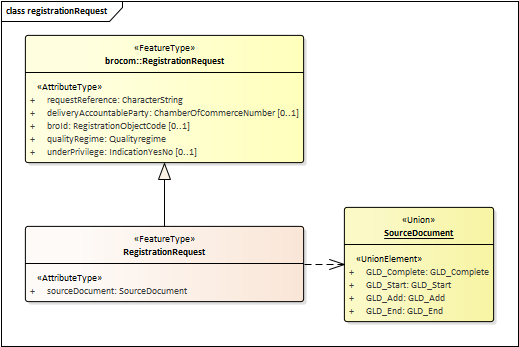 class registrationRequest
«FeatureType»
brocom::RegistrationRequest
«AttributeType»
+ requestReference: CharacterString
+ deliveryAccountableParty: ChamberOfCommerceNumber [0..1]
+ broId: RegistrationObjectCode [0..1]
+ qualityRegime: Qualityregime
+ underPrivilege: IndicationYesNo [0..1]
«FeatureType»
RegistrationRequest
«AttributeType»
+ sourceDocument: SourceDocument
«Union»
SourceDocument
«UnionElement»
+ GLD_Complete: GLD_Complete
+ GLD_Start: GLD_Start
+ GLD_Add: GLD_Add
+ GLD_End: GLD_End